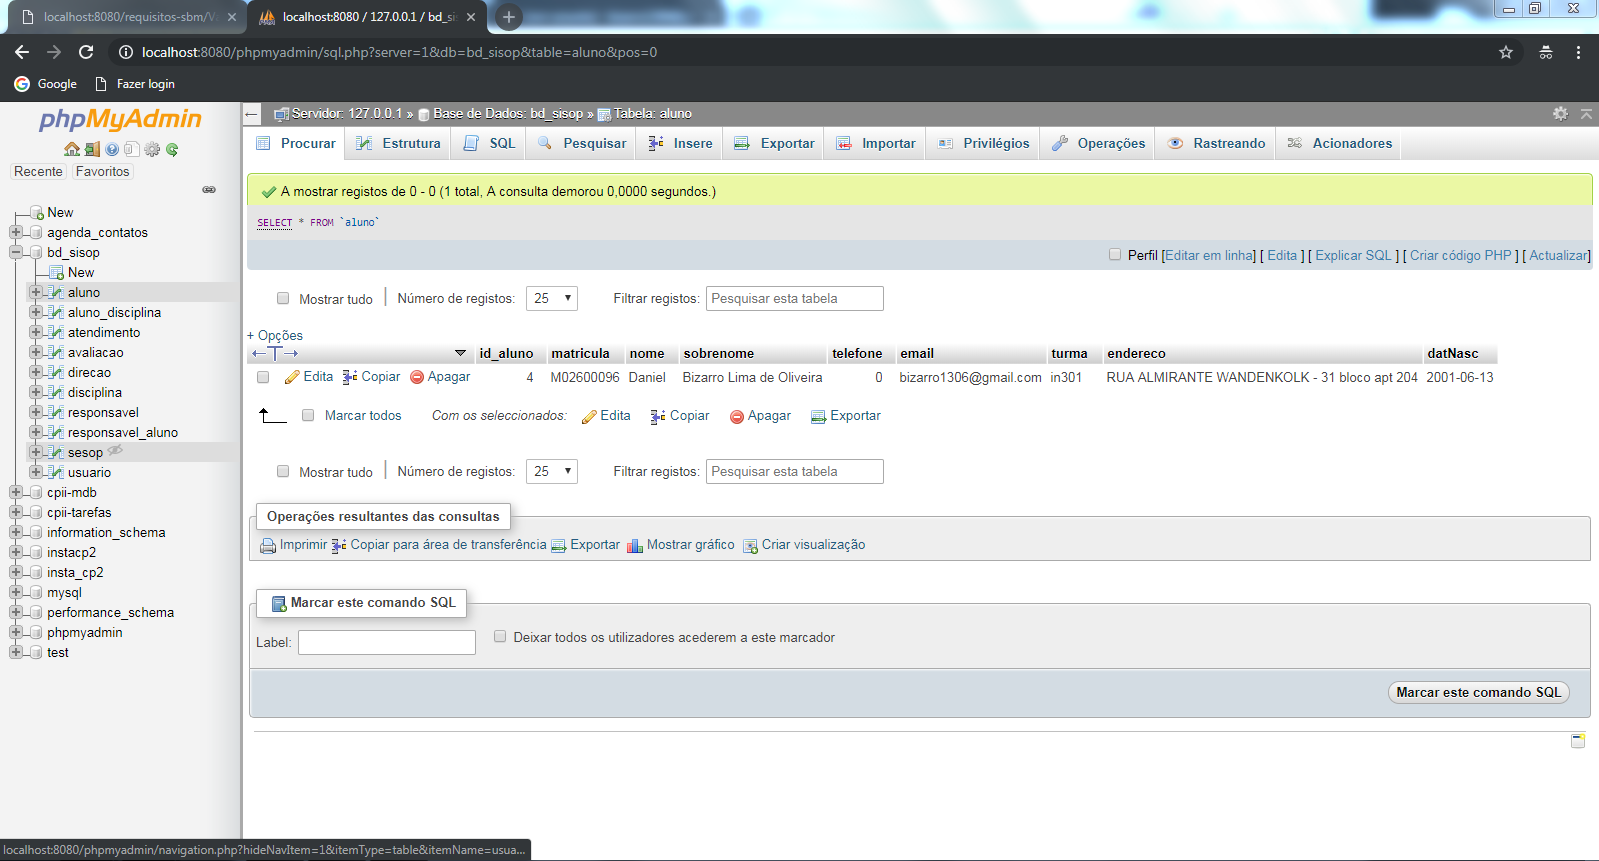 localhost:8080/requisitos-sbm/Va
localhost:8080 / 127.0.0.1 / bd_si
localhost:8080/phpmyadmin/sql.php?server=1&db=bd_sisop&table=aluno&pos=0
Google Fazer login
phpMyAdmin
Recente Favoritos
New
agenda_contatos
bd_sisop
New
aluno
aluno_disciplina
atendimento
avaliacao
direcao
disciplina
responsavel
responsavel_aluno
sesop
usuario
cpii-mdb
cpii-tarefas
information_schema
instacp2
insta_cp2
mysql
performance_schema
phpmyadmin
test
Servidor: 127.0.0.1 » Base de Dados: bd_sisop » Tabela: aluno
Procurar Estrutura SQL Pesquisar Insere Exportar Importar Privilégios Operações Rastreando Acionadores
A mostrar registos de 0 - 0 (1 total, A consulta demorou 0,0000 segundos.)
SELECT * FROM `aluno`
Perfil [Editar em linha] [ Edita ] [ Explicar SQL ] [ Criar código PHP ] [ Actualizar]
Mostrar tudo | Número de registos: 25 Filtrar registos: Pesquisar esta tabela
+ Opções
id_aluno matricula nome sobrenome telefone email turma endereco datNasc
Edita Copiar Apagar 4 M02600096 Daniel Bizarro Lima de Oliveira 0 bizarro1306@gmail.com in301 RUA ALMIRANTE WANDENKOLK - 31 bloco apt 204 2001-06-13
Marcar todos Com os seleccionados: Edita Copiar Apagar Exportar
Mostrar tudo | Número de registos: 25 Filtrar registos: Pesquisar esta tabela
Operações resultantes das consultas
Imprimir Copiar para área de transferência Exportar Mostrar gráfico Criar visualização
Marcar este comando SQL
Label: Deixar todos os utilizadores acederem a este marcador
Marcar este comando SQL
localhost:8080/phpmyadmin/navigation.php?hideNavItem=1&itemType=table&itemName=usua...